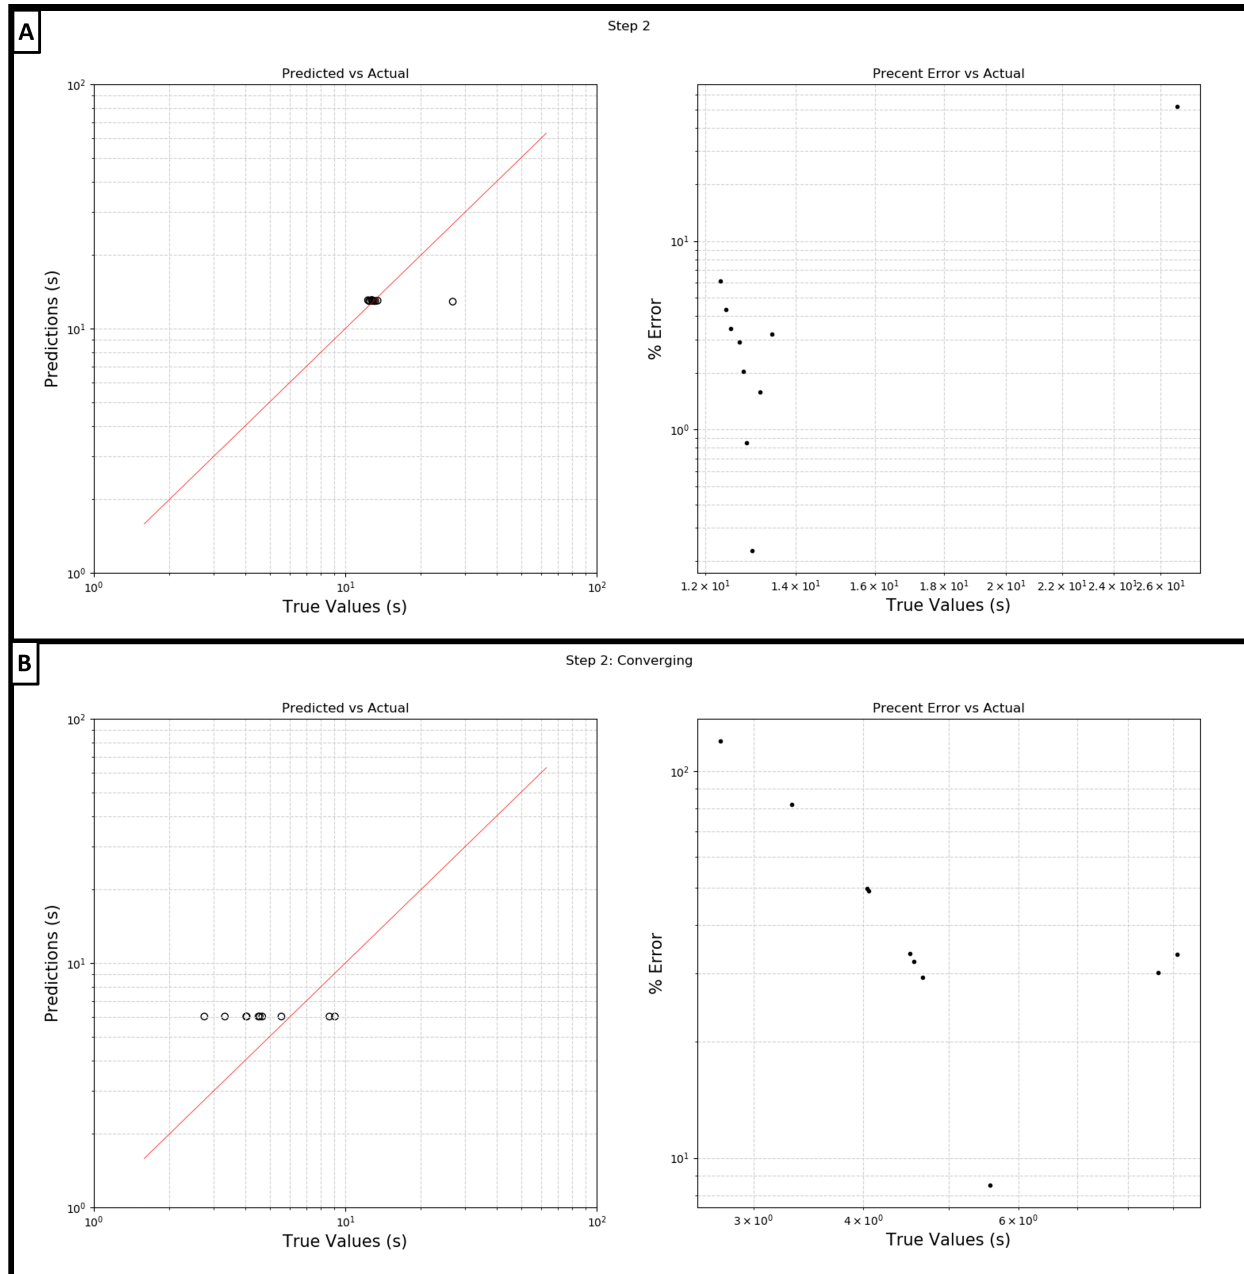 A
Step 2
Predicted vs Actual
10²
10¹
10⁰
Predictions (s)
10⁰ 10¹ 10²
True Values (s)
Precent Error vs Actual
10¹
10⁰
% Error
1.2 × 10¹ 1.4 × 10¹ 1.6 × 10¹ 1.8 × 10¹ 2 × 10¹ 2.2 × 10¹ 2.4 × 10¹ 2.6 × 10¹
True Values (s)
B
Step 2: Converging
Predicted vs Actual
10²
10¹
10⁰
Predictions (s)
10⁰ 10¹ 10²
True Values (s)
Precent Error vs Actual
10²
10¹
% Error
3 × 10⁰ 4 × 10⁰ 6 × 10⁰
True Values (s)